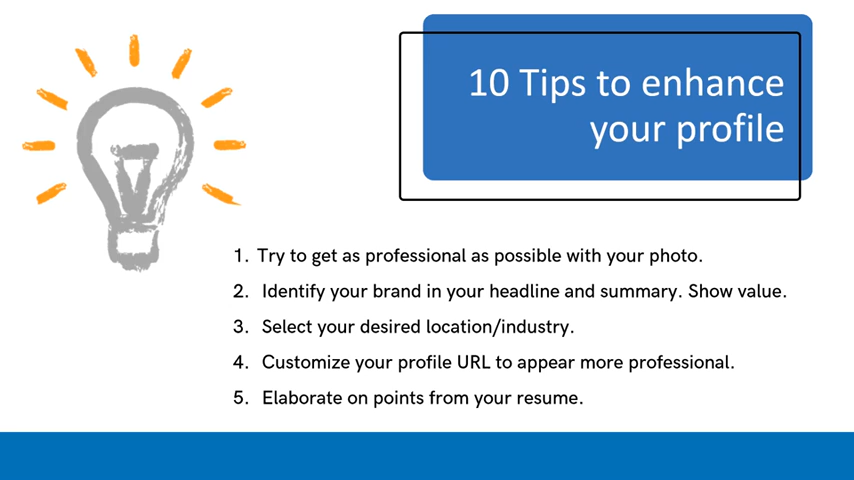 10 Tips to enhance
your profile
1. Try to get as professional as possible with your photo.
2. Identify your brand in your headline and summary. Show value.
3. Select your desired location/industry.
4. Customize your profile URL to appear more professional.
5. Elaborate on points from your resume.